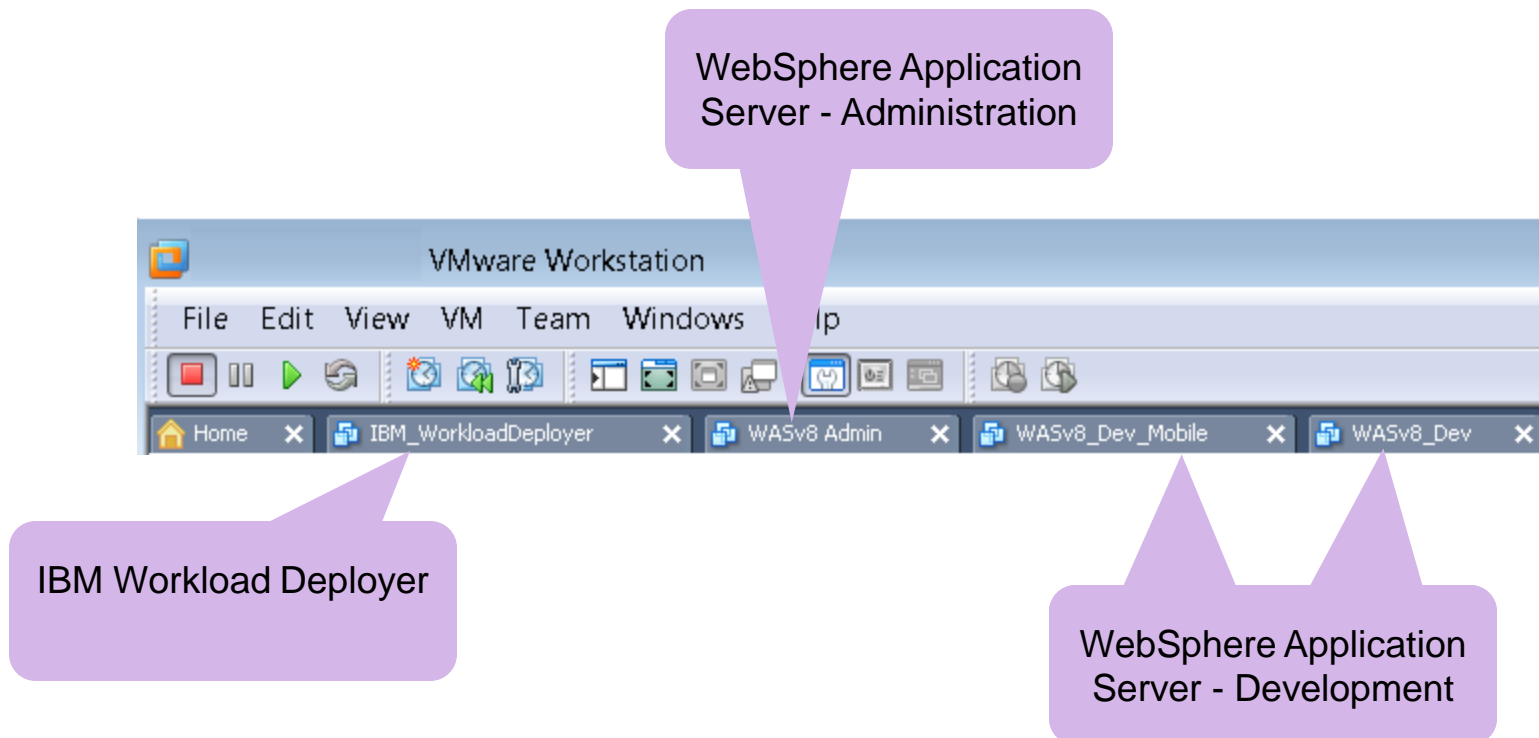 WebSphere Application
Server - Administration
VMware Workstation
File Edit View VM Team Windows lp
Home IBM_WorkloadDeployer WASv8 Admin WASv8_Dev_Mobile WASv8_Dev
IBM Workload Deployer
WebSphere Application
Server - Development